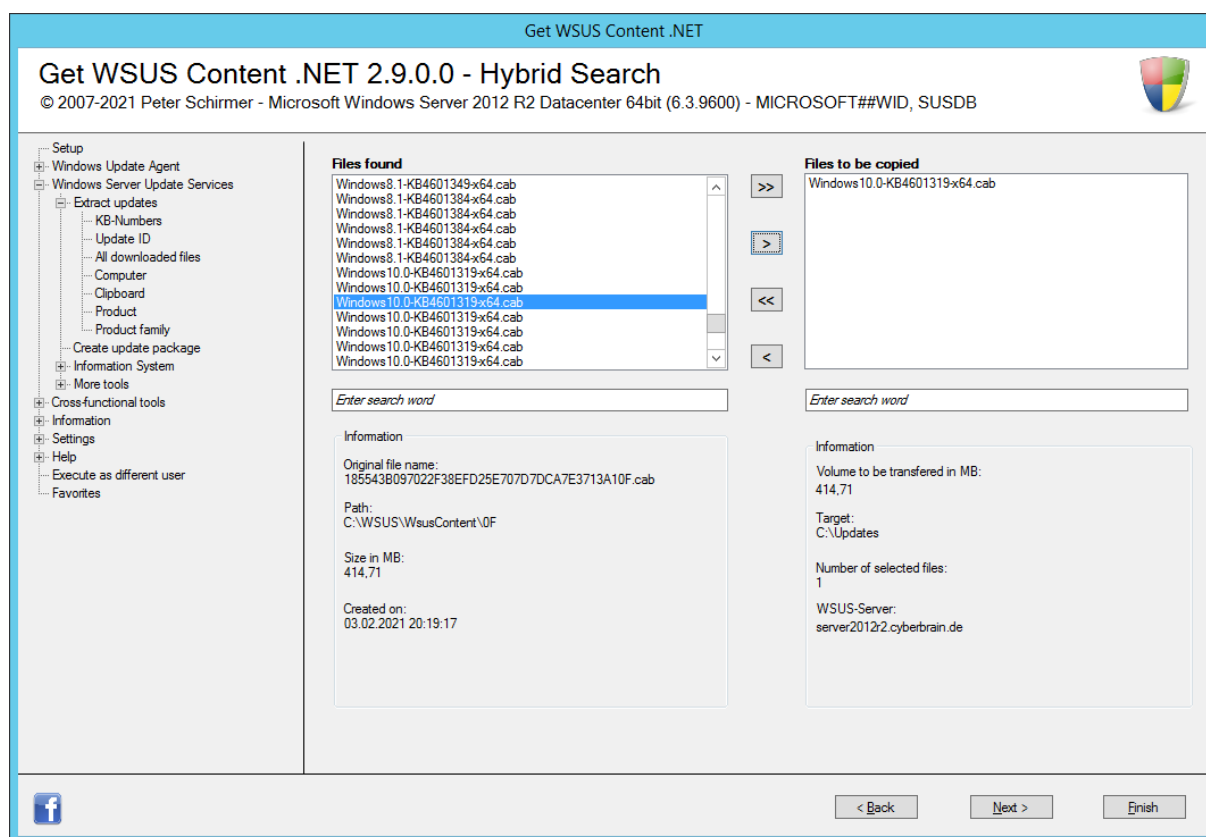 Get WSUS Content .NET
Get WSUS Content .NET 2.9.0.0 - Hybrid Search
© 2007-2021 Peter Schirmer - Microsoft Windows Server 2012 R2 Datacenter 64bit (6.3.9600) - MICROSOFT##WID, SUSDB
Setup
Windows Update Agent
Windows Server Update Services
Extract updates
KB-Numbers
Update ID
All downloaded files
Computer
Clipboard
Product
Product family
Create update package
Information System
More tools
Cross-functional tools
Information
Settings
Help
Execute as different user
Favorites
Files found
Windows8.1-KB4601349-x64.cab
Windows8.1-KB4601384-x64.cab
Windows8.1-KB4601384-x64.cab
Windows8.1-KB4601384-x64.cab
Windows8.1-KB4601384-x64.cab
Windows8.1-KB4601384-x64.cab
Windows10.0-KB4601319-x64.cab
Windows10.0-KB4601319-x64.cab
Windows10.0-KB4601319-x64.cab
Windows10.0-KB4601319-x64.cab
Windows10.0-KB4601319-x64.cab
Windows10.0-KB4601319-x64.cab
Windows10.0-KB4601319-x64.cab
Enter search word
Information
Original file name:
185543B097022F38EFD25E707D7DCA7E3713A10F.cab
Path:
C:\WSUS\WsusContent\0F
Size in MB:
414,71
Created on:
03.02.2021 20:19:17
>>
>
<<
<
Files to be copied
Windows10.0-KB4601319-x64.cab
Enter search word
Information
Volume to be transfered in MB:
414,71
Target:
C:\Updates
Number of selected files:
1
WSUS-Server:
server2012r2.cyberbrain.de
f
< Back
Next >
Finish